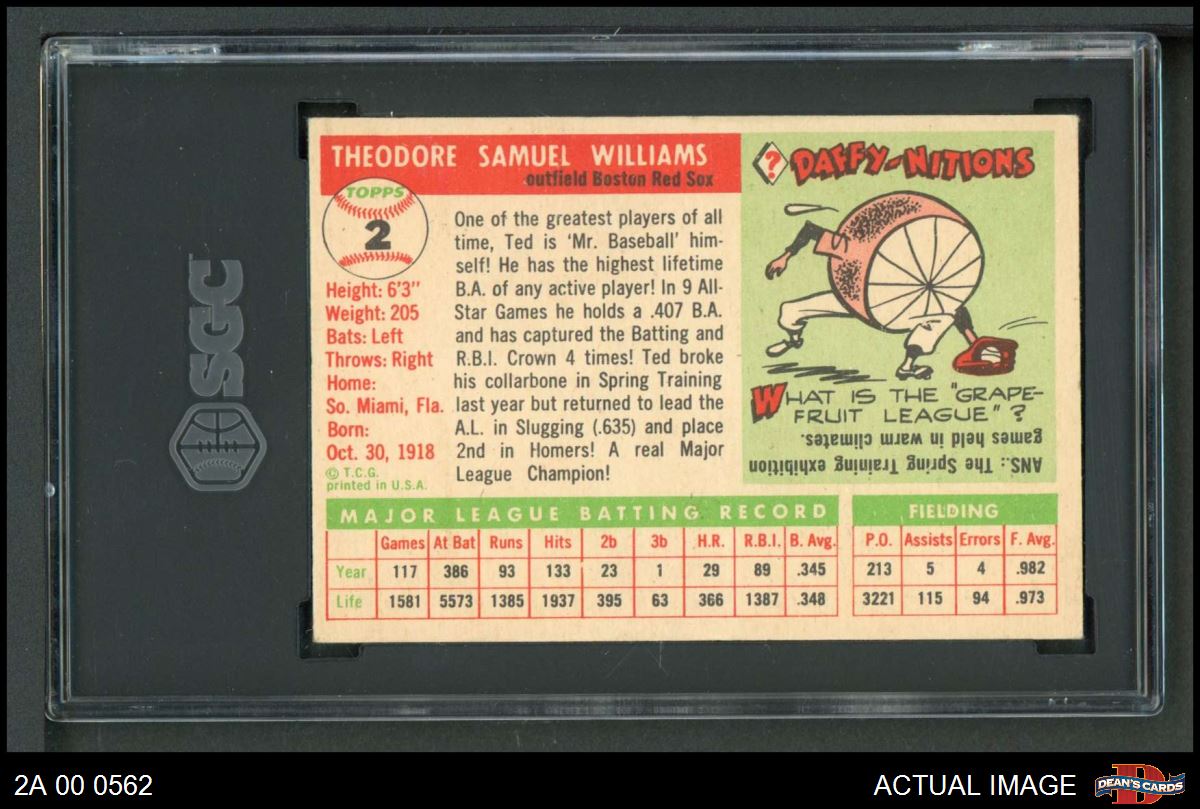 SGC
THEODORE SAMUEL WILLIAMS
outfield Boston Red Sox
TOPPS
2
Height: 6'3"
Weight: 205
Bats: Left
Throws: Right
Home:
So. Miami, Fla.
Born:
Oct. 30, 1918
© T.C.G.
printed in U.S.A.
One of the greatest players of all
time, Ted is 'Mr. Baseball' him-
self! He has the highest lifetime
B.A. of any active player! In 9 All-
Star Games he holds a .407 B.A.
and has captured the Batting and
R.B.I. Crown 4 times! Ted broke
his collarbone in Spring Training
last year but returned to lead the
A.L. in Slugging (.635) and place
2nd in Homers! A real Major
League Champion!
? DAFFY-NITIONS
WHAT IS THE "GRAPE-
FRUIT LEAGUE"?
ANS.: The Spring Training exhibition
games held in warm climates.
MAJOR LEAGUE BATTING RECORD
Games At Bat Runs Hits 2b 3b H.R. R.B.I. B. Avg.
Year 117 386 93 133 23 1 29 89 .345
Life 1581 5573 1385 1937 395 63 366 1387 .348
FIELDING
P.O. Assists Errors F. Avg.
213 5 4 .982
3221 115 94 .973
2A 00 0562
ACTUAL IMAGE
D
DEAN'S CARDS